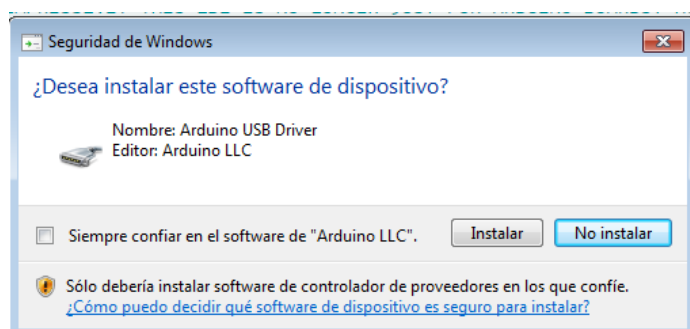 Seguridad de Windows
¿Desea instalar este software de dispositivo?
Nombre: Arduino USB Driver
Editor: Arduino LLC
Siempre confiar en el software de "Arduino LLC".
Instalar
No instalar
Sólo debería instalar software de controlador de proveedores en los que confíe.
¿Cómo puedo decidir qué software de dispositivo es seguro para instalar?